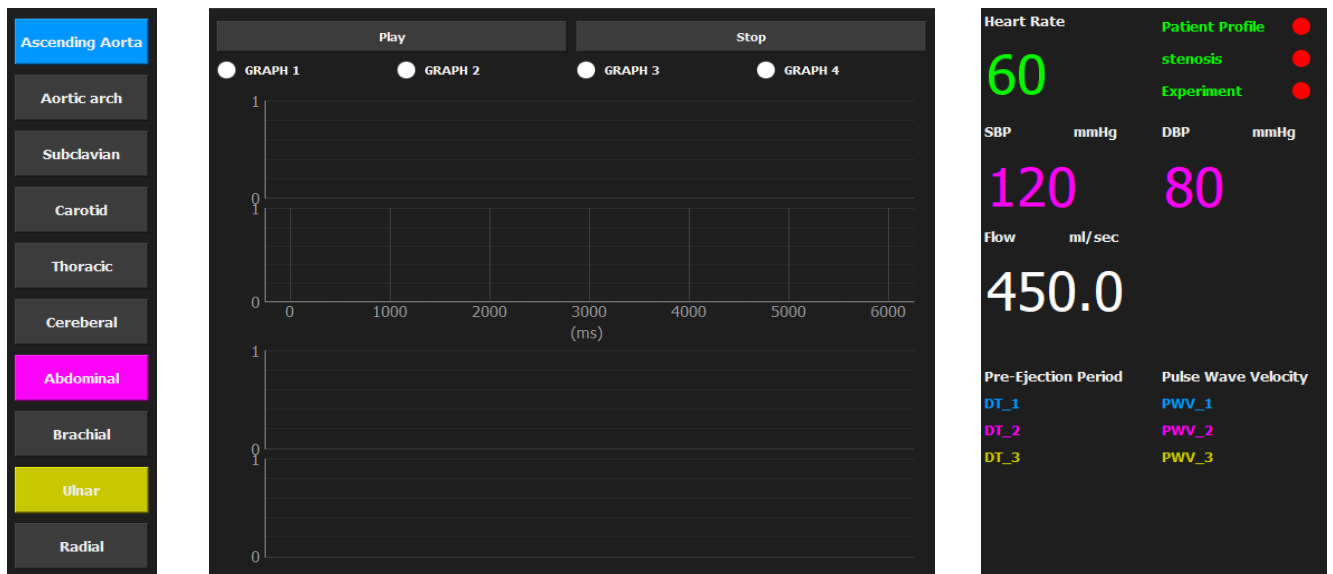 Ascending Aorta
Aortic arch
Subclavian
Carotid
Thoracic
Cereberal
Abdominal
Brachial
Ulnar
Radial
Play Stop
GRAPH 1 GRAPH 2 GRAPH 3 GRAPH 4
1
0
1
0
0 1000 2000 3000 4000 5000 6000
(ms)
1
0
1
0
Heart Rate
60
Patient Profile
stenosis
Experiment
SBP mmHg DBP mmHg
120 80
Flow ml/sec
450.0
Pre-Ejection Period Pulse Wave Velocity
DT_1 PWV_1
DT_2 PWV_2
DT_3 PWV_3